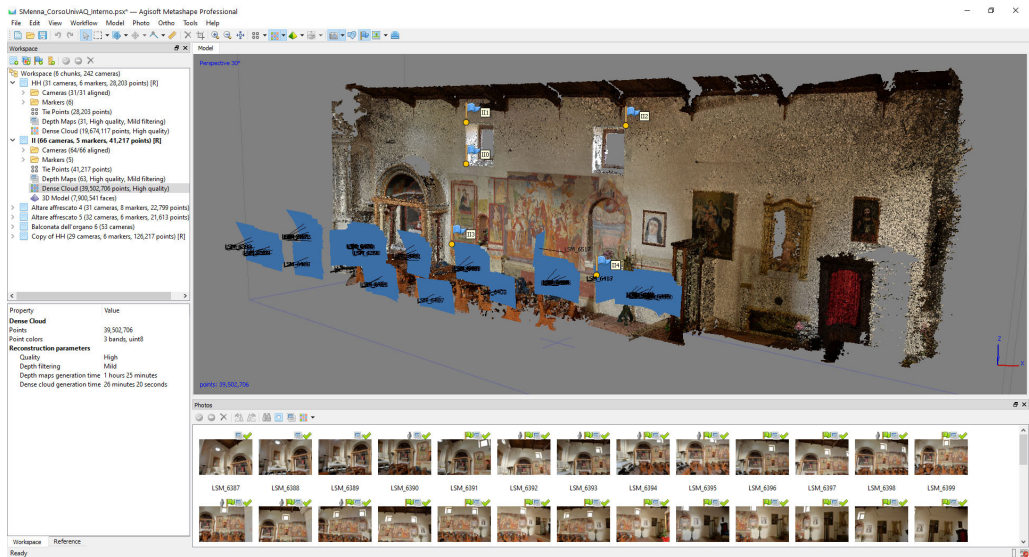 SMenna_CorsoUnivAQ_Interno.psx* — Agisoft Metashape Professional
File Edit View Workflow Model Photo Ortho Tools Help
Workspace
Model
Workspace (6 chunks, 242 cameras)
HH (31 cameras, 6 markers, 28,203 points) [R]
Cameras (31/31 aligned)
Markers (6)
Tie Points (28,203 points)
Depth Maps (31, High quality, Mild filtering)
Dense Cloud (19,674,117 points, High quality)
II (66 cameras, 5 markers, 41,217 points) [R]
Cameras (64/66 aligned)
Markers (5)
Tie Points (41,217 points)
Depth Maps (63, High quality, Mild filtering)
Dense Cloud (39,502,706 points, High quality)
3D Model (7,900,541 faces)
Altare affrescato 4 (31 cameras, 8 markers, 22,799 points)
Altare affrescato 5 (32 cameras, 6 markers, 21,613 points)
Balconata dell'organo 6 (53 cameras)
Copy of HH (29 cameras, 6 markers, 126,217 points) [R]
Property Value
Dense Cloud
Points 39,502,706
Point colors 3 bands, uint8
Reconstruction parameters
Quality High
Depth filtering Mild
Depth maps generation time 1 hours 25 minutes
Dense cloud generation time 26 minutes 20 seconds
Workspace Reference
Ready
Perspective 30°
II1
II2
II0
II3
LSM_6517
II4
points: 39,502,706
Z
X
Photos
LSM_6387 LSM_6388 LSM_6389 LSM_6390 LSM_6391 LSM_6392 LSM_6393 LSM_6394 LSM_6395 LSM_6396 LSM_6397 LSM_6398 LSM_6399